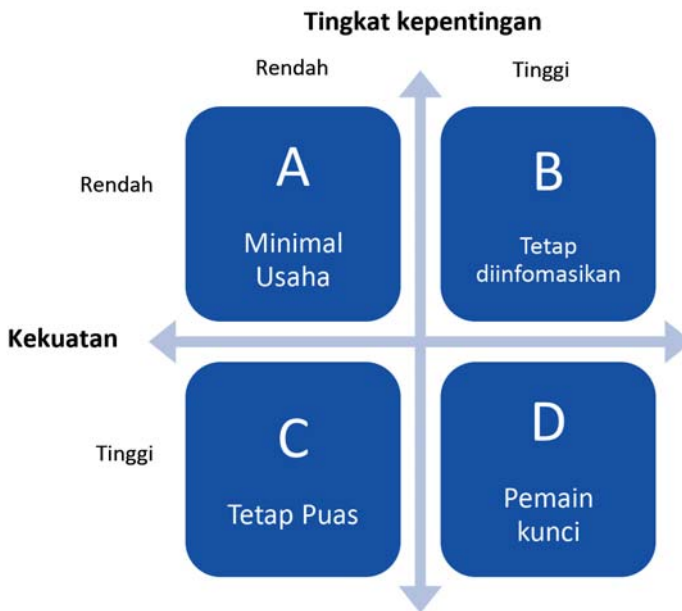 Tingkat kepentingan
Rendah
Tinggi
Rendah
A
Minimal
Usaha
B
Tetap
diinfomasikan
Kekuatan
Tinggi
C
Tetap Puas
D
Pemain
kunci